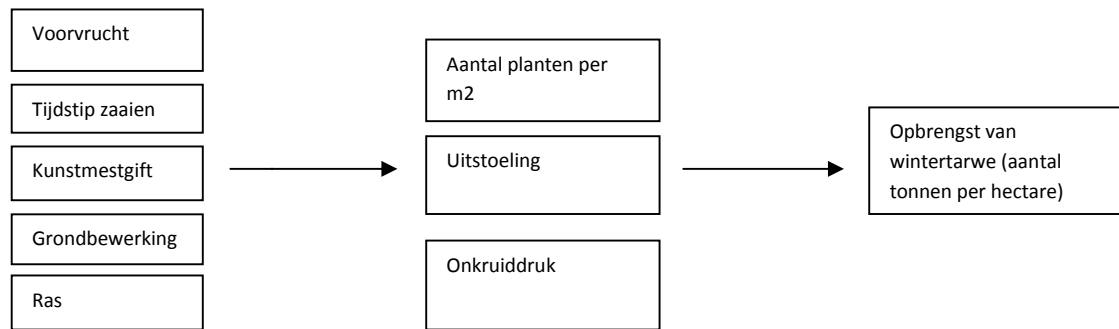 Voorvrucht
Tijdstip zaaien
Kunstmestgift
Grondbewerking
Ras
Aantal planten per
m2
Uitstoeling
Onkruiddruk
Opbrengst van
wintertarwe (aantal
tonnen per hectare)